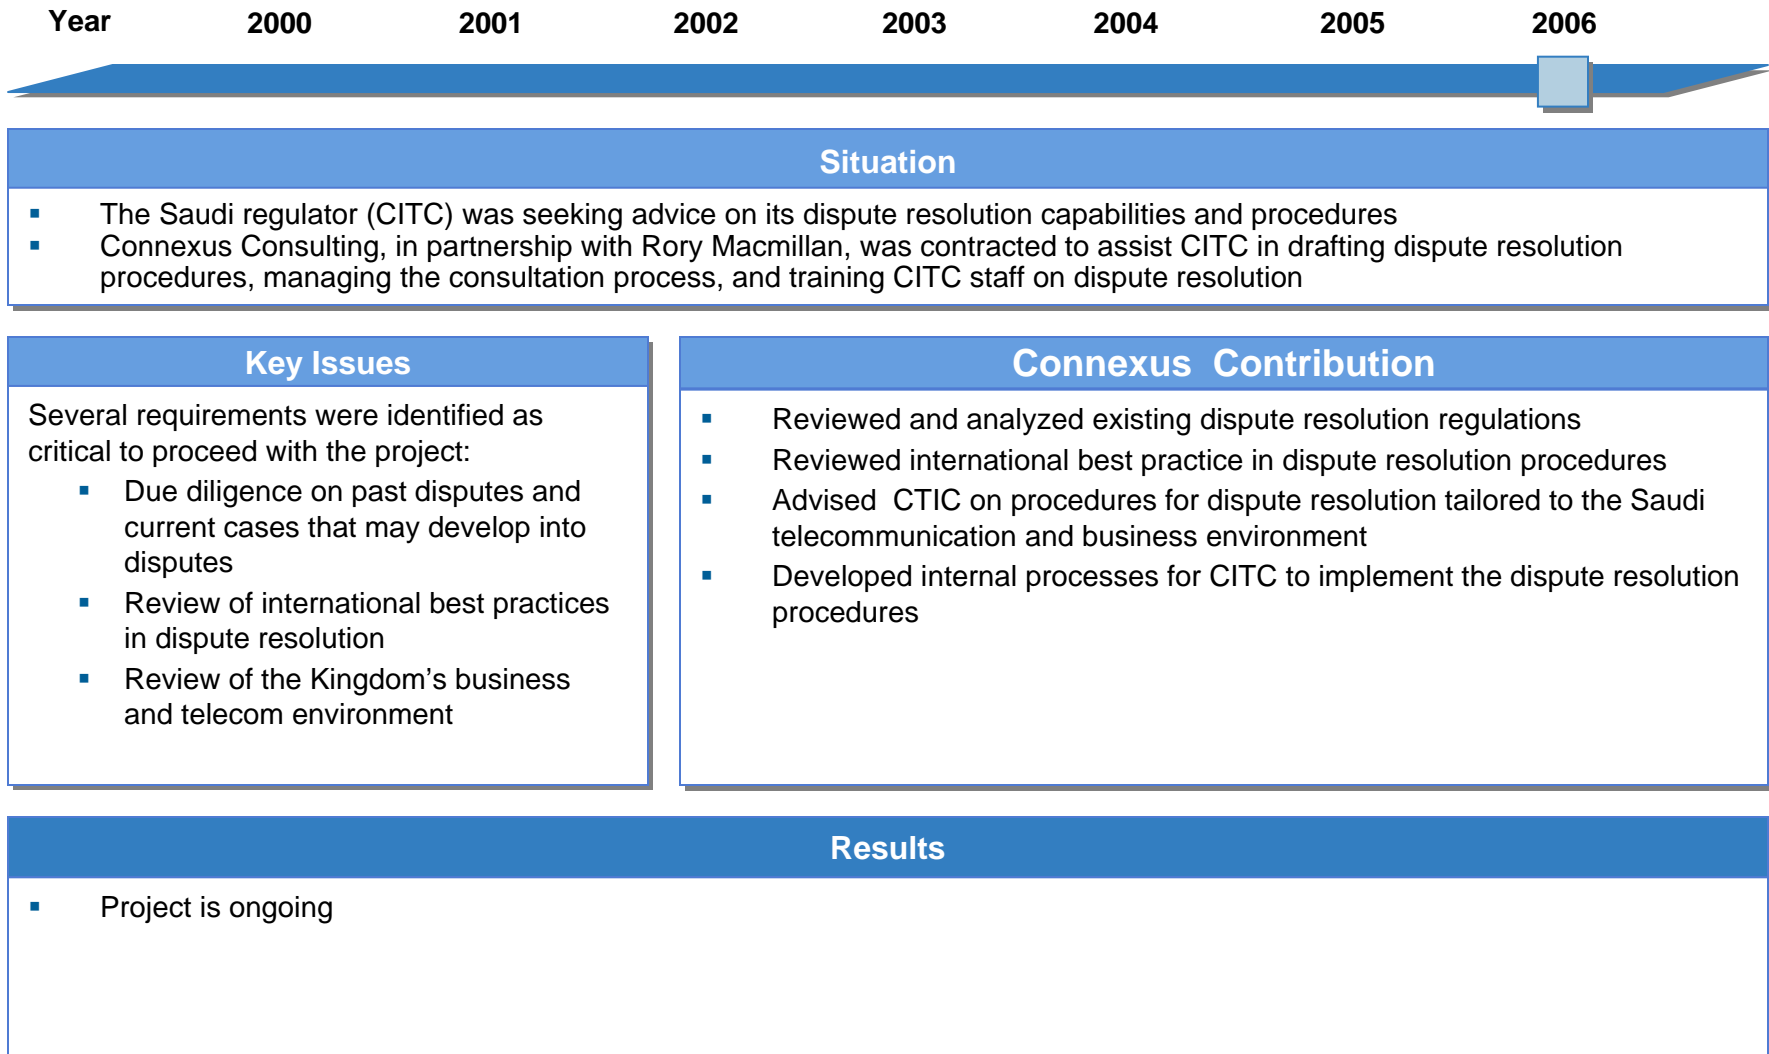 Year 2000 2001 2002 2003 2004 2005 2006
Situation
▪ The Saudi regulator (CITC) was seeking advice on its dispute resolution capabilities and procedures
▪ Connexus Consulting, in partnership with Rory Macmillan, was contracted to assist CITC in drafting dispute resolution
procedures, managing the consultation process, and training CITC staff on dispute resolution
Key Issues
Several requirements were identified as
critical to proceed with the project:
▪ Due diligence on past disputes and
current cases that may develop into
disputes
▪ Review of international best practices
in dispute resolution
▪ Review of the Kingdom’s business
and telecom environment
Connexus Contribution
▪ Reviewed and analyzed existing dispute resolution regulations
▪ Reviewed international best practice in dispute resolution procedures
▪ Advised CTIC on procedures for dispute resolution tailored to the Saudi
telecommunication and business environment
▪ Developed internal processes for CITC to implement the dispute resolution
procedures
Results
▪ Project is ongoing